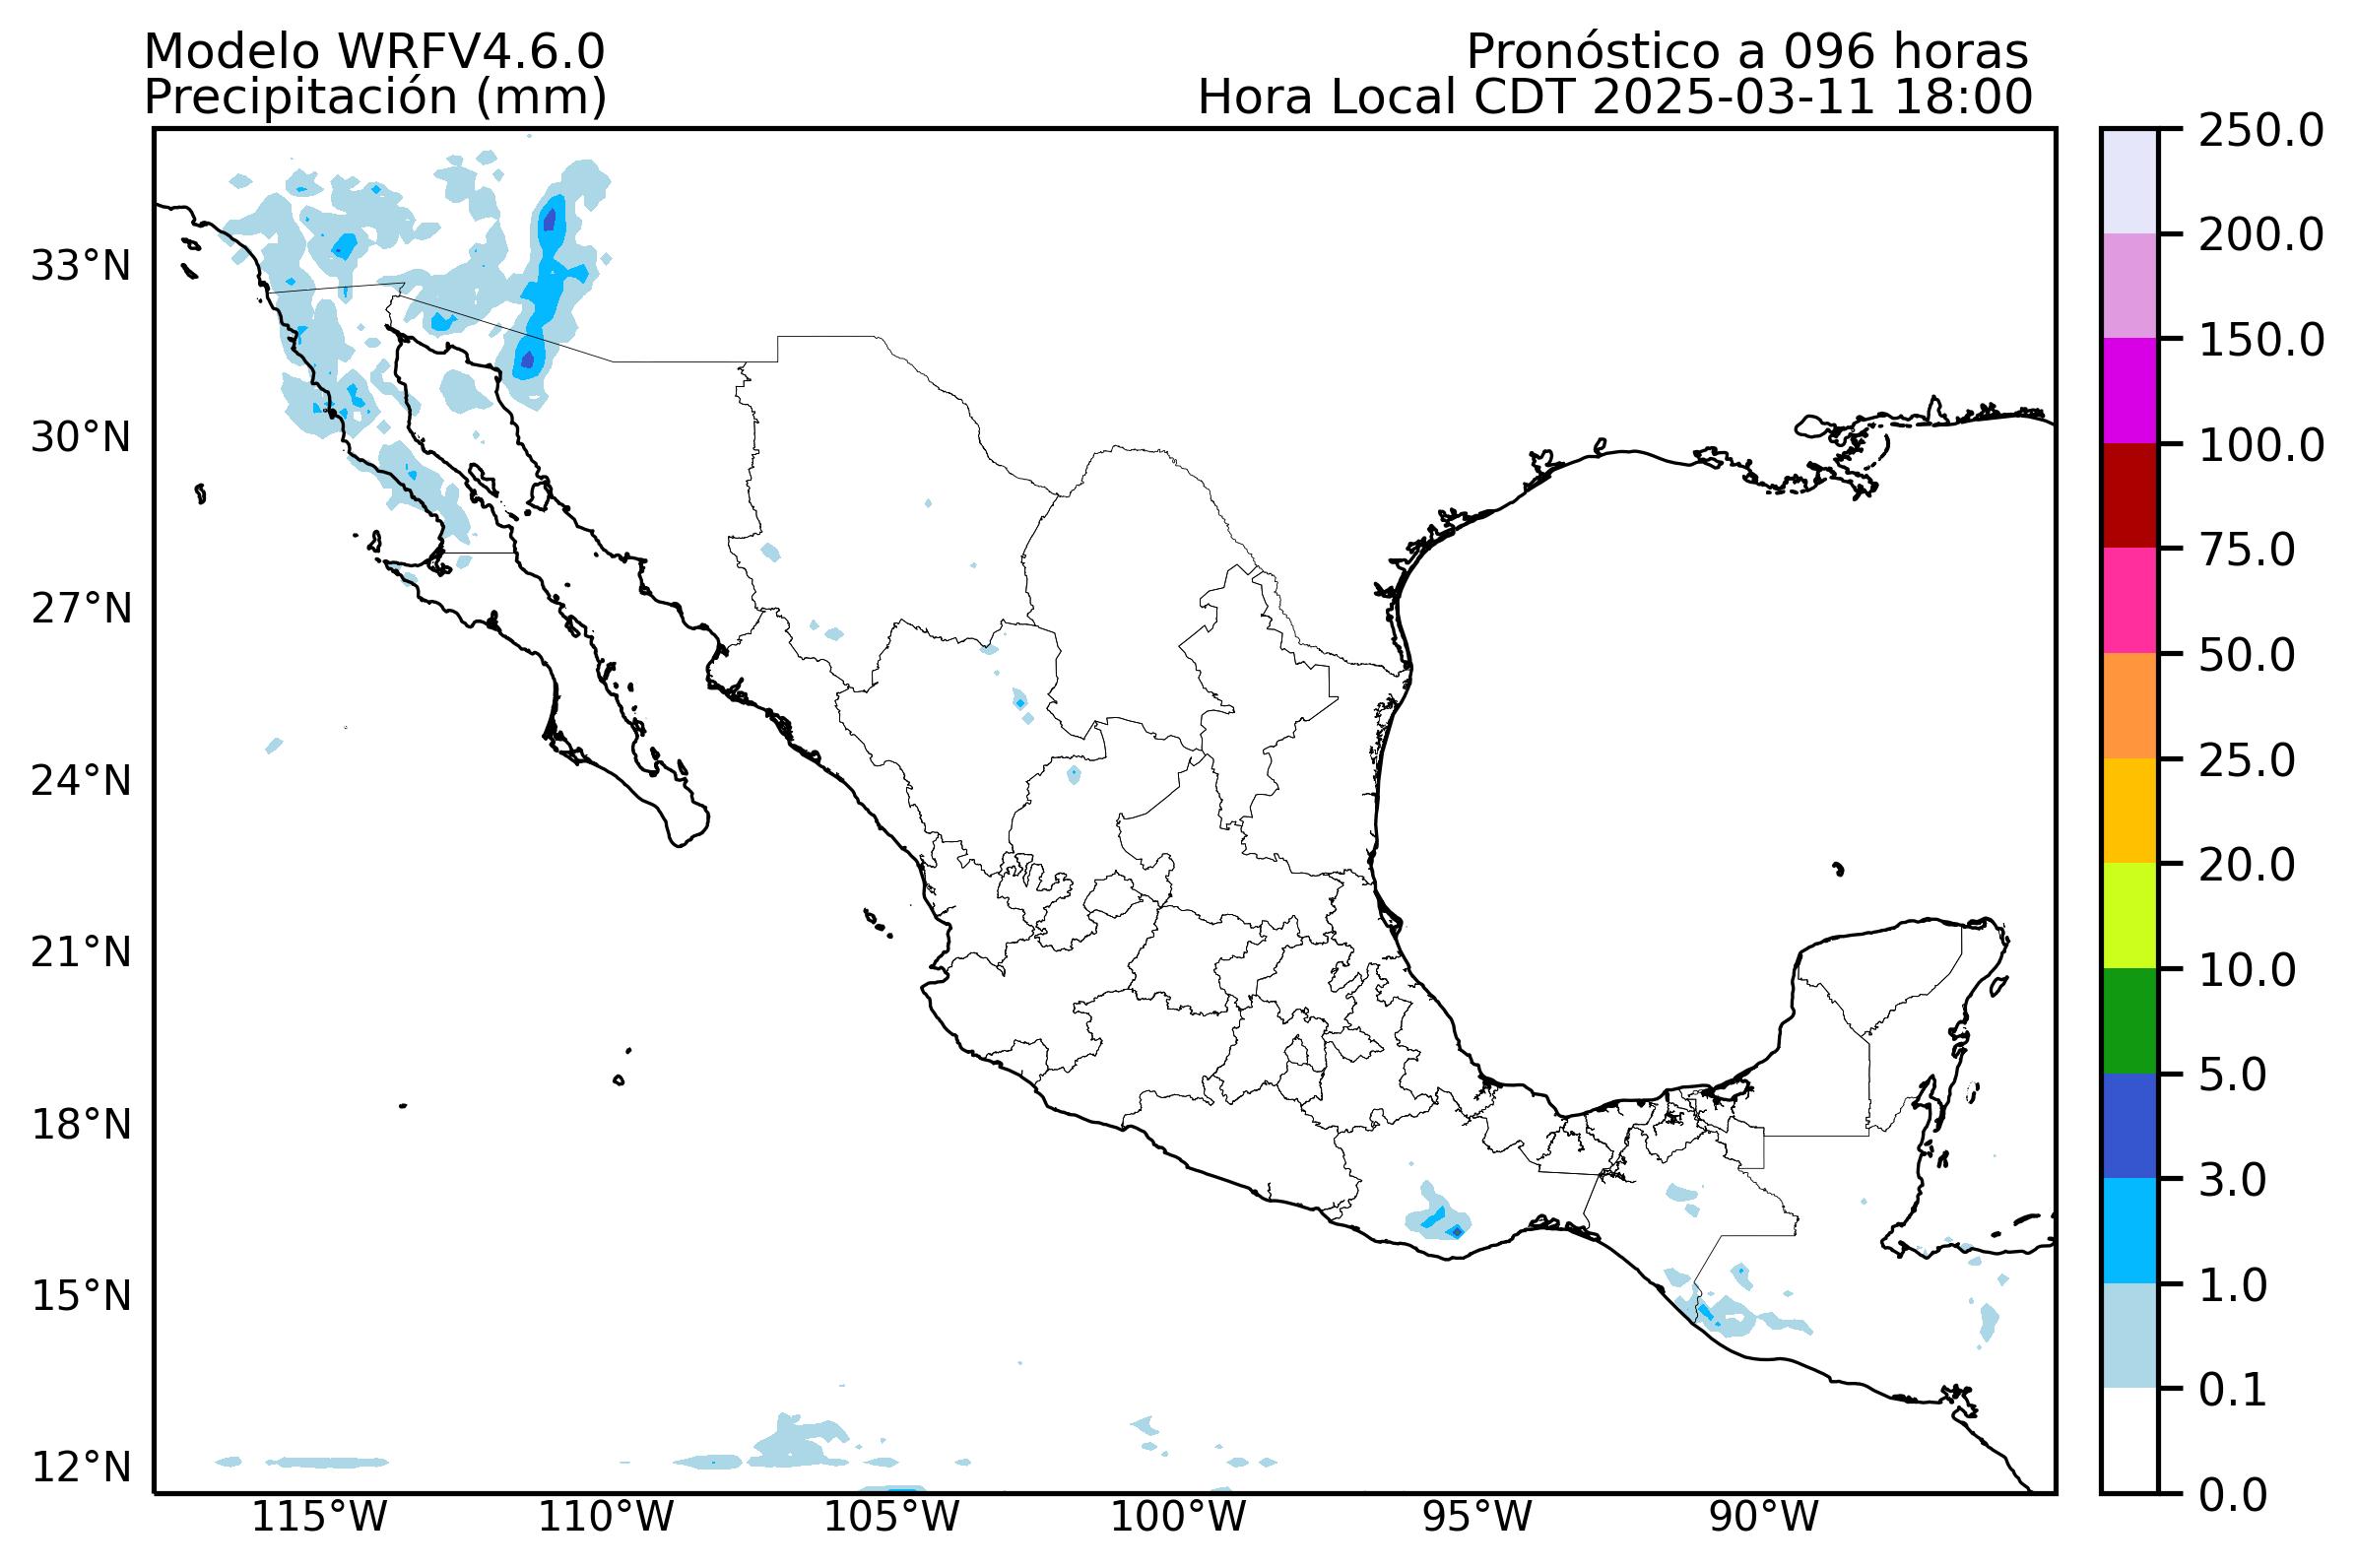 Modelo WRFV4.6.0
Precipitación (mm)
Pronóstico a 096 horas
Hora Local CDT 2025-03-11 18:00
33°N
30°N
27°N
24°N
21°N
18°N
15°N
12°N
115°W
110°W
105°W
100°W
95°W
90°W
250.0
200.0
150.0
100.0
75.0
50.0
25.0
20.0
10.0
5.0
3.0
1.0
0.1
0.0